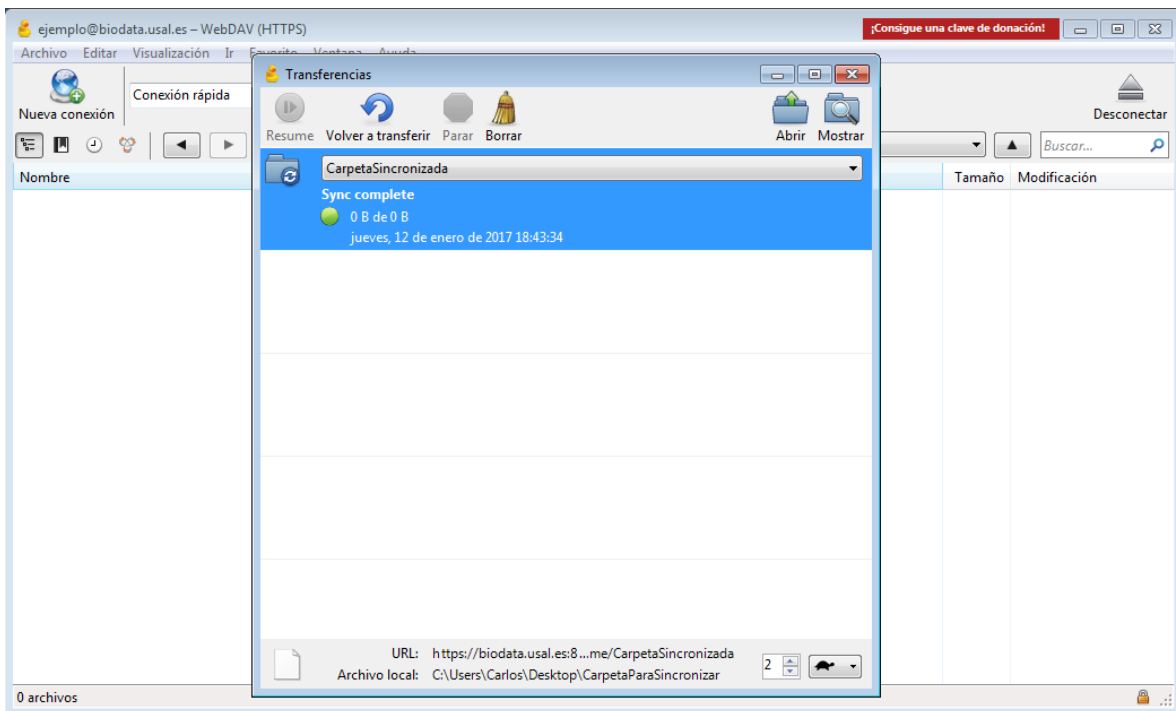 ejemplo@biodata.usal.es – WebDAV (HTTPS)
¡Consigue una clave de donación!
Archivo Editar Visualización Ir Favorito Ventana Ayuda
Nueva conexión
Conexión rápida
Desconectar
Buscar...
Nombre
Tamaño Modificación
Transferencias
Resume Volver a transferir Parar Borrar
Abrir Mostrar
CarpetaSincronizada
Sync complete
0 B de 0 B
jueves, 12 de enero de 2017 18:43:34
URL: https://biodata.usal.es:8...me/CarpetaSincronizada
Archivo local: C:\Users\Carlos\Desktop\CarpetaParaSincronizar
2
0 archivos